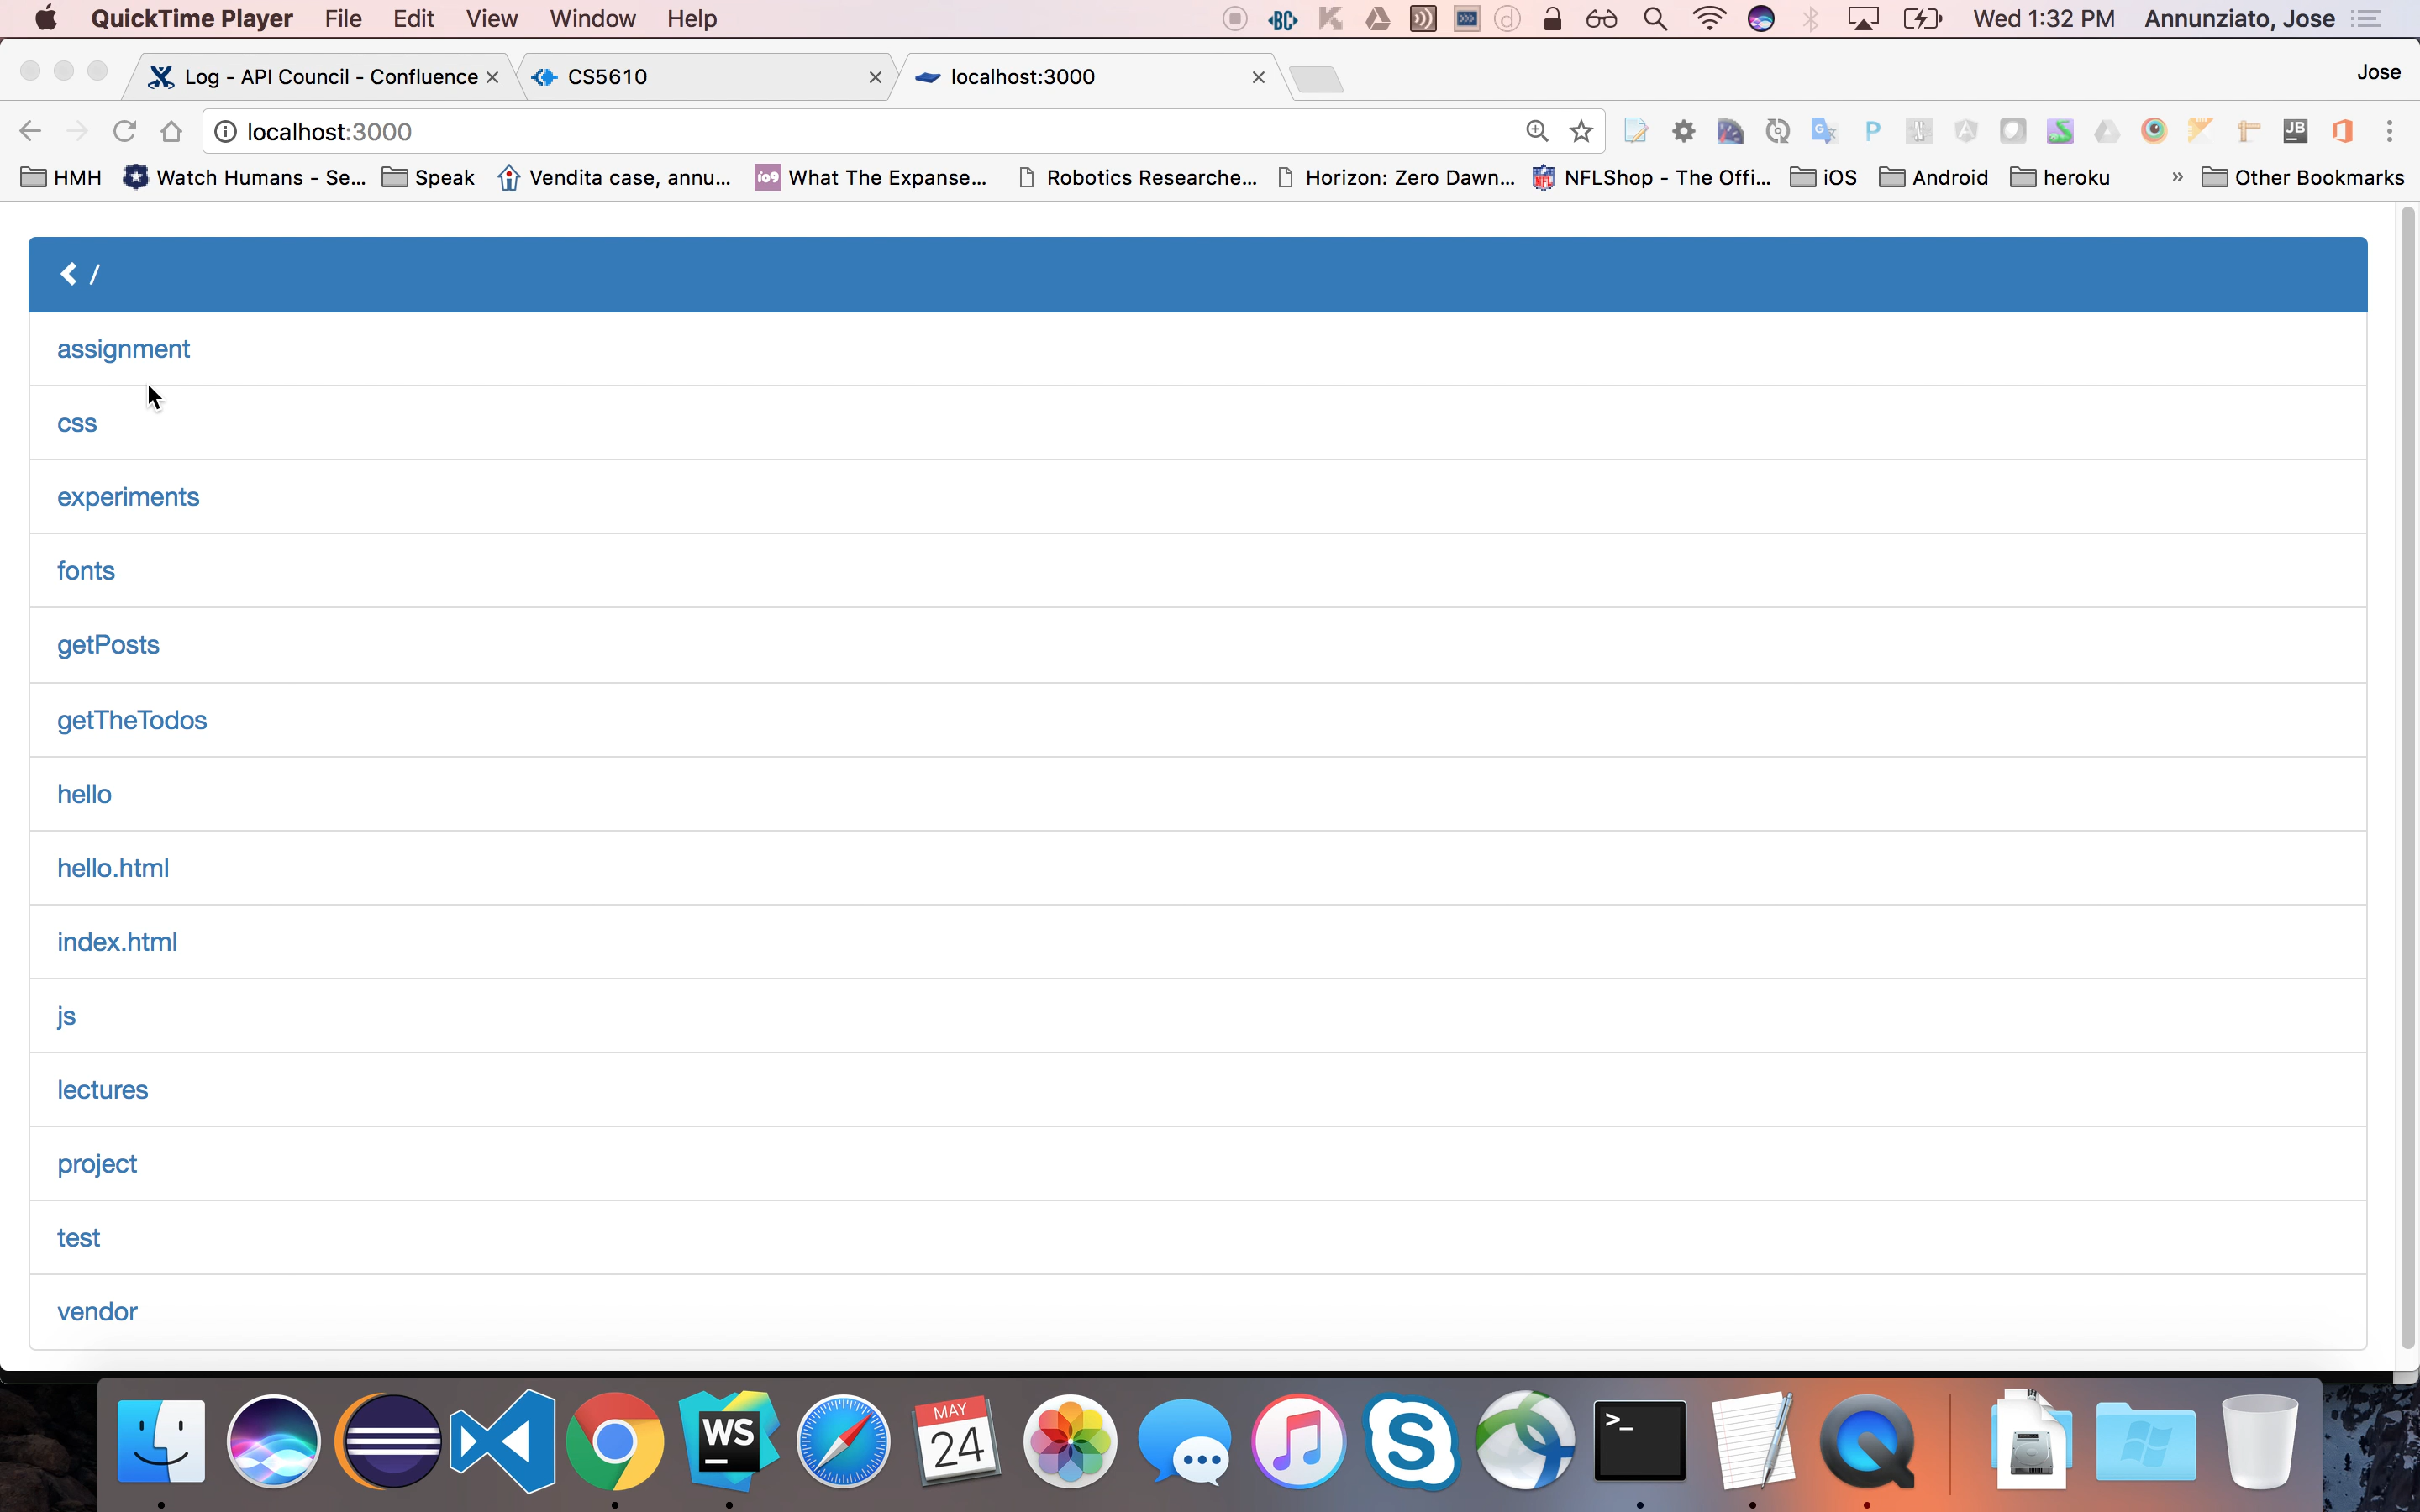 QuickTime Player File Edit View Window Help BC d Wed 1:32 PM Annunziato, Jose
Log - API Council - Confluence CS5610 localhost:3000 Jose
localhost:3000 P JB
HMH Watch Humans - Se... Speak Vendita case, annu... io9 What The Expanse... Robotics Researche... Horizon: Zero Dawn... NFLShop - The Offi... iOS Android heroku » Other Bookmarks
/
assignment
css
experiments
fonts
getPosts
getTheTodos
hello
hello.html
index.html
js
lectures
project
test
vendor
WS
MAY
24
S
>_